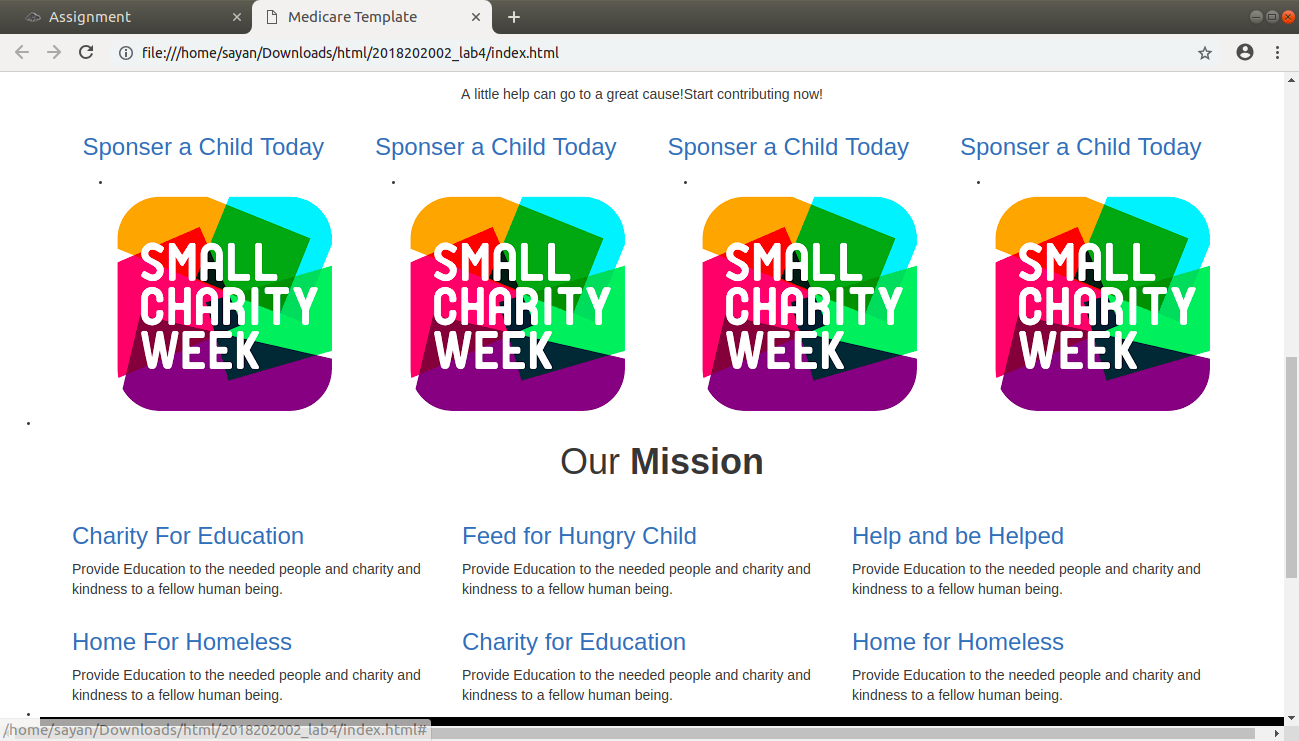 Assignment
Medicare Template
file:///home/sayan/Downloads/html/2018202002_lab4/index.html
A little help can go to a great cause!Start contributing now!
Sponser a Child Today Sponser a Child Today Sponser a Child Today Sponser a Child Today
SMALL SMALL SMALL SMALL
CHARITY CHARITY CHARITY CHARITY
WEEK WEEK WEEK WEEK
Our Mission
Charity For Education
Provide Education to the needed people and charity and
kindness to a fellow human being.
Feed for Hungry Child
Provide Education to the needed people and charity and
kindness to a fellow human being.
Help and be Helped
Provide Education to the needed people and charity and
kindness to a fellow human being.
Home For Homeless
Provide Education to the needed people and charity and
kindness to a fellow human being.
Charity for Education
Provide Education to the needed people and charity and
kindness to a fellow human being.
Home for Homeless
Provide Education to the needed people and charity and
kindness to a fellow human being.
/home/sayan/Downloads/html/2018202002_lab4/index.html#